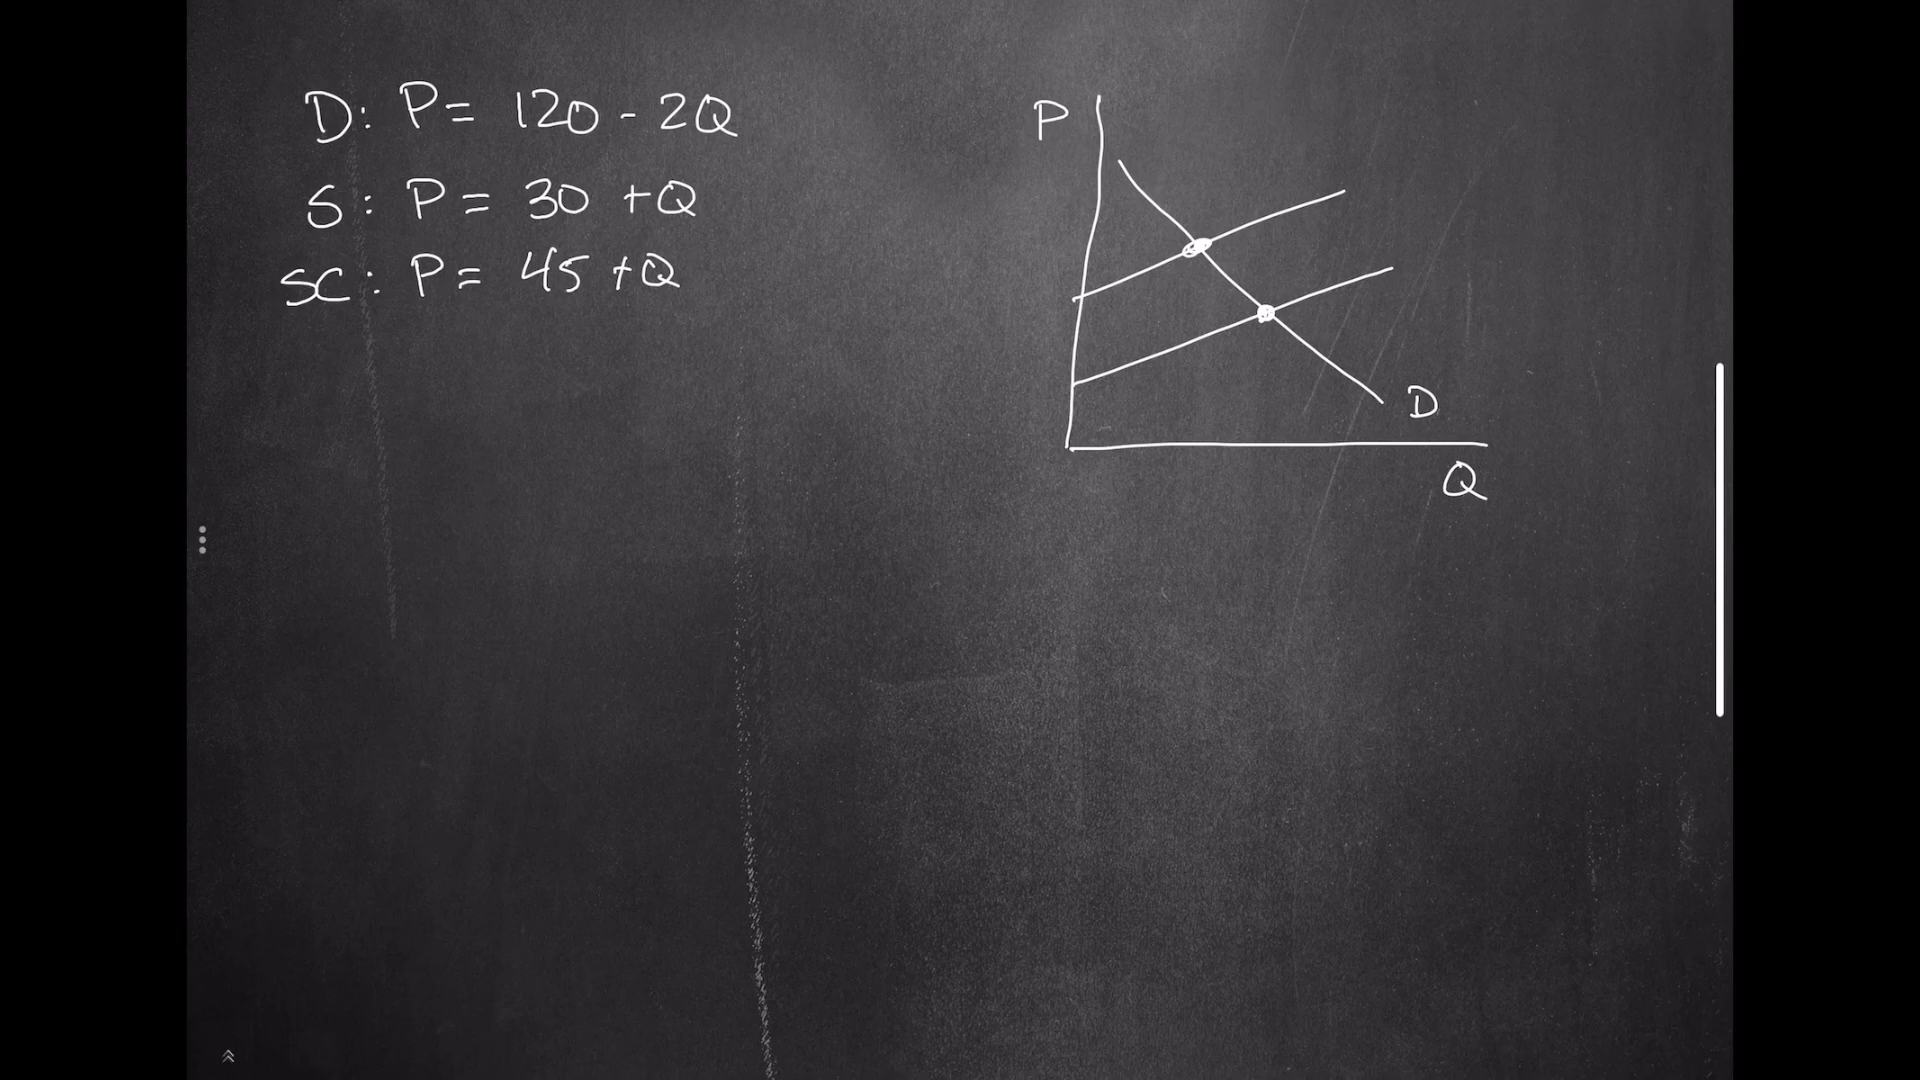 D: P = 120 - 2Q
S: P = 30 + Q
SC: P = 45 + Q
P
D
Q